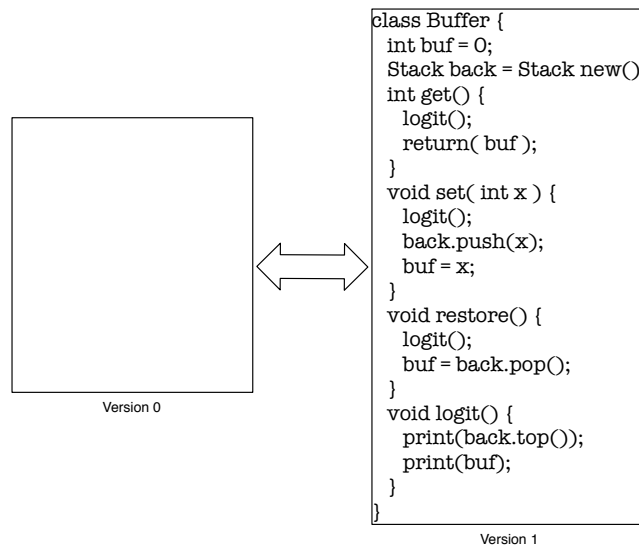 class Buffer {
int buf = 0;
Stack back = Stack new()
int get() {
logit();
return( buf );
}
void set( int x ) {
logit();
back.push(x);
buf = x;
}
void restore() {
logit();
buf = back.pop();
}
void logit() {
print(back.top());
print(buf);
}
}
Version 0
Version 1